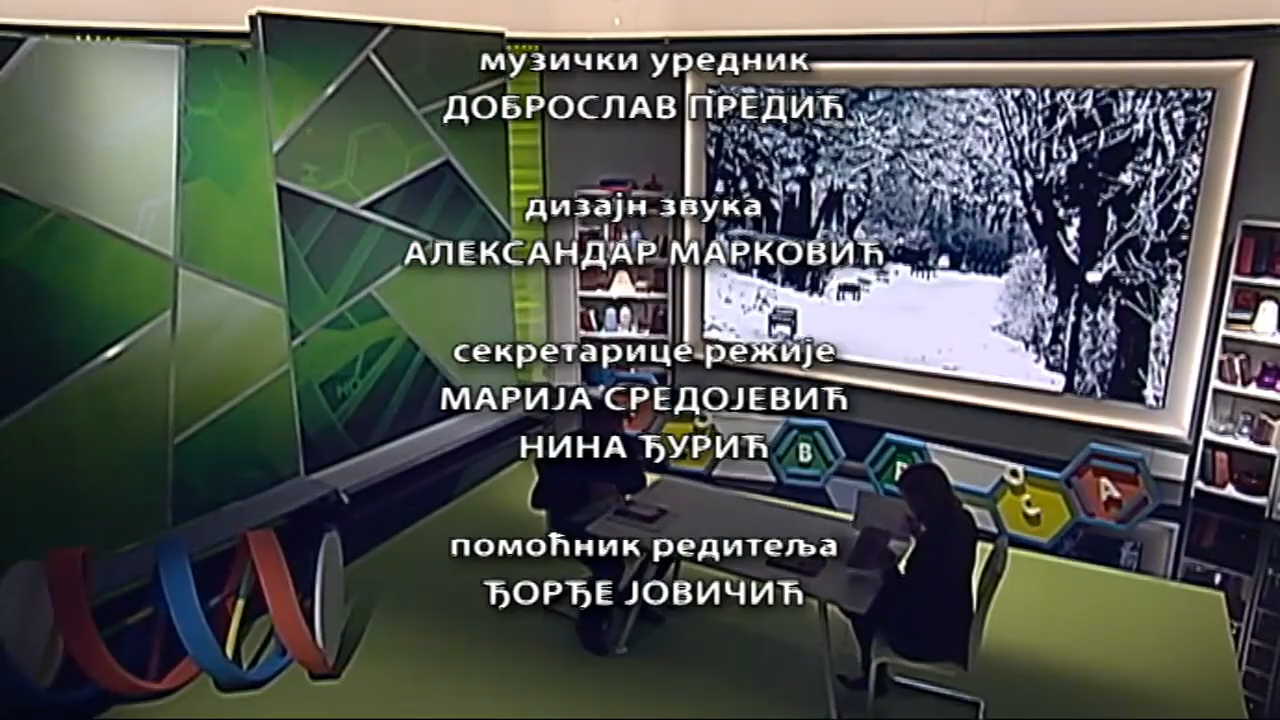 музички уредник
ДОБРОСЛАВ ПРЕДИЋ
дизајн звука
АЛЕКСАНДАР МАРКОВИЋ
секретарице режије
МАРИЈА СРЕДОЈЕВИЋ
НИНА ЂУРИЋ
помоћник редитеља
ЂОРЂЕ ЈОВИЧИЋ
B
C
A